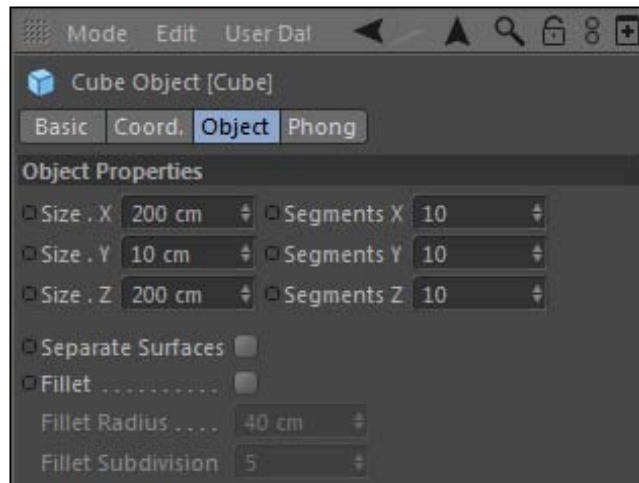 Mode Edit User Dat
Cube Object [Cube]
Basic Coord. Object Phong
Object Properties
Size . X 200 cm Segments X 10
Size . Y 10 cm Segments Y 10
Size . Z 200 cm Segments Z 10
Separate Surfaces
Fillet . . . . . . . . . .
Fillet Radius . . . . 40 cm
Fillet Subdivision 5